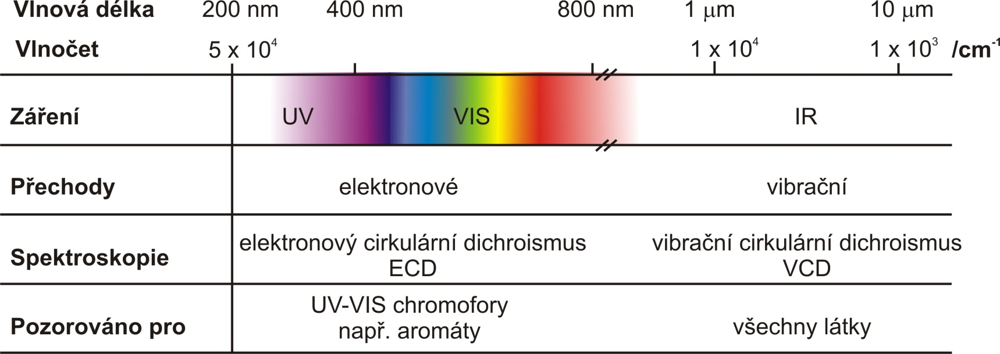 Vlnová délka 200 nm 400 nm 800 nm 1 µm 10 µm
Vlnočet 5 x 10⁴ 1 x 10⁴ 1 x 10³ /cm⁻¹
Záření UV VIS IR
Přechody elektronové vibrační
Spektroskopie elektronový cirkulární dichroismus vibrační cirkulární dichroismus
ECD VCD
Pozorováno pro UV-VIS chromofory
např. aromáty všechny látky